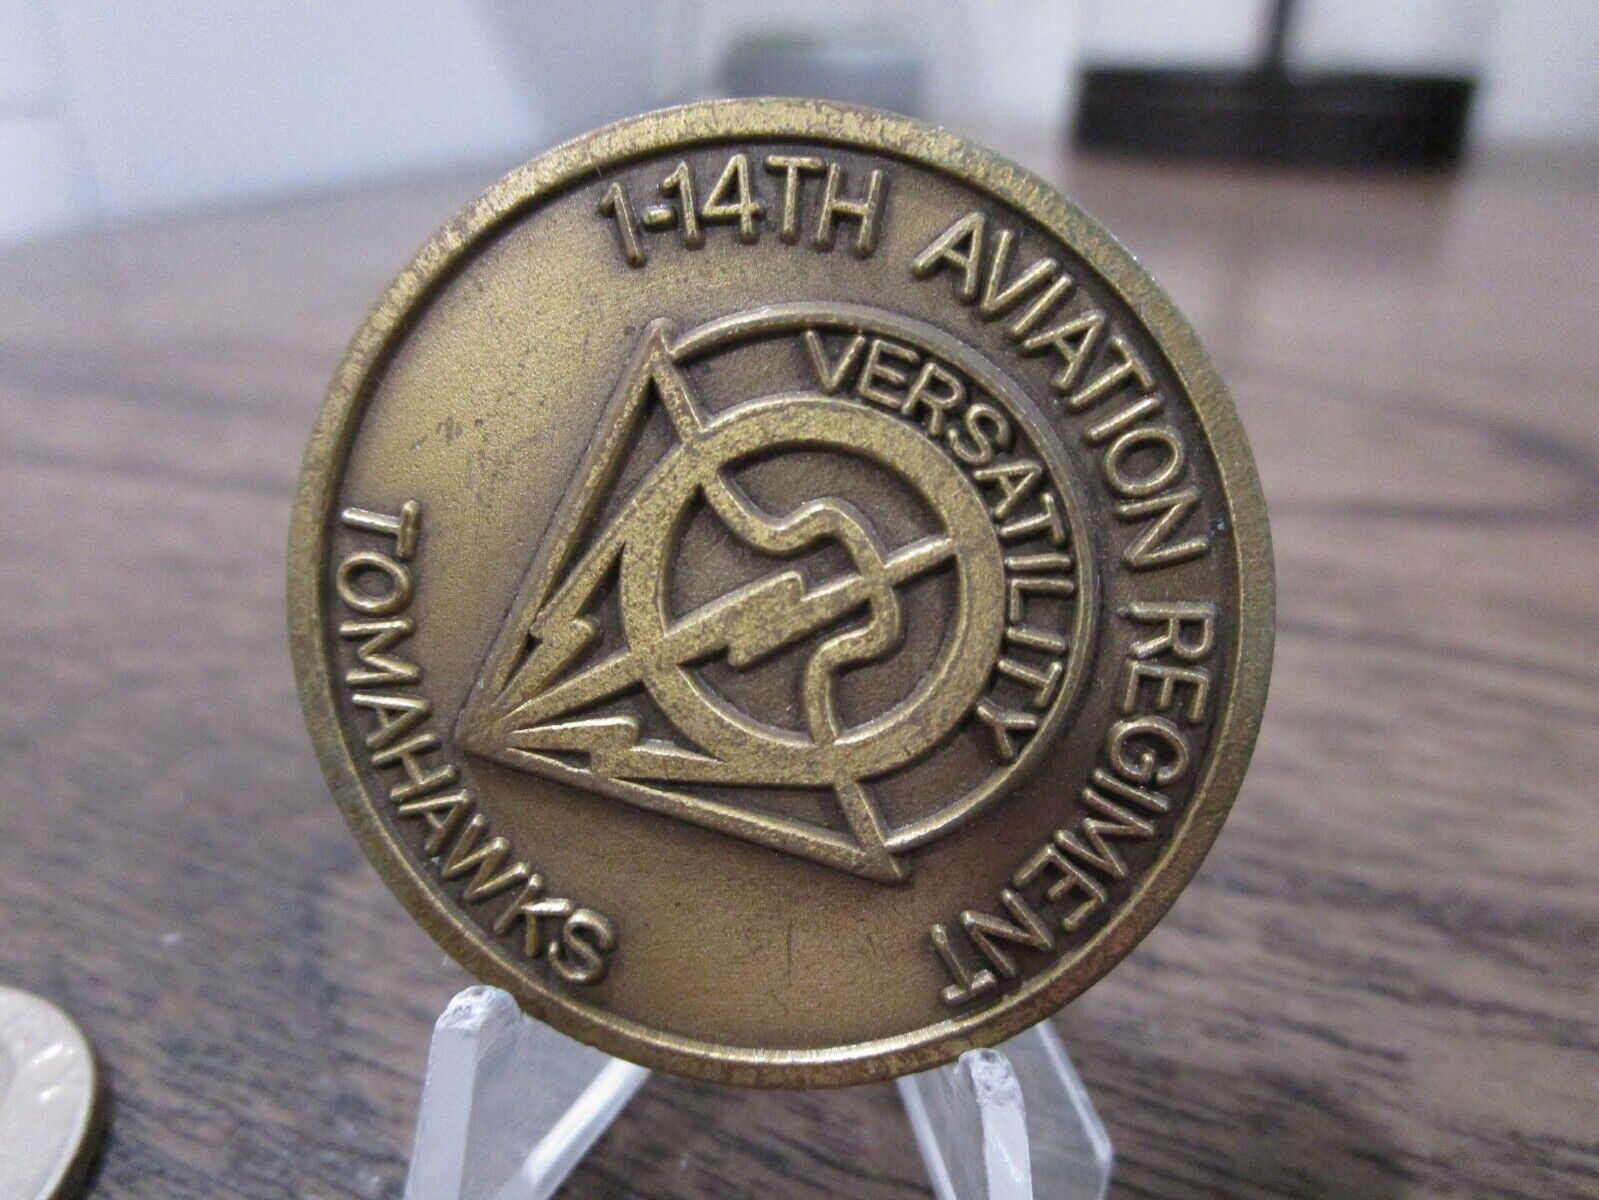 1-14TH AVIATION REGIMENT
VERSATILITY
TOMAHAWKS